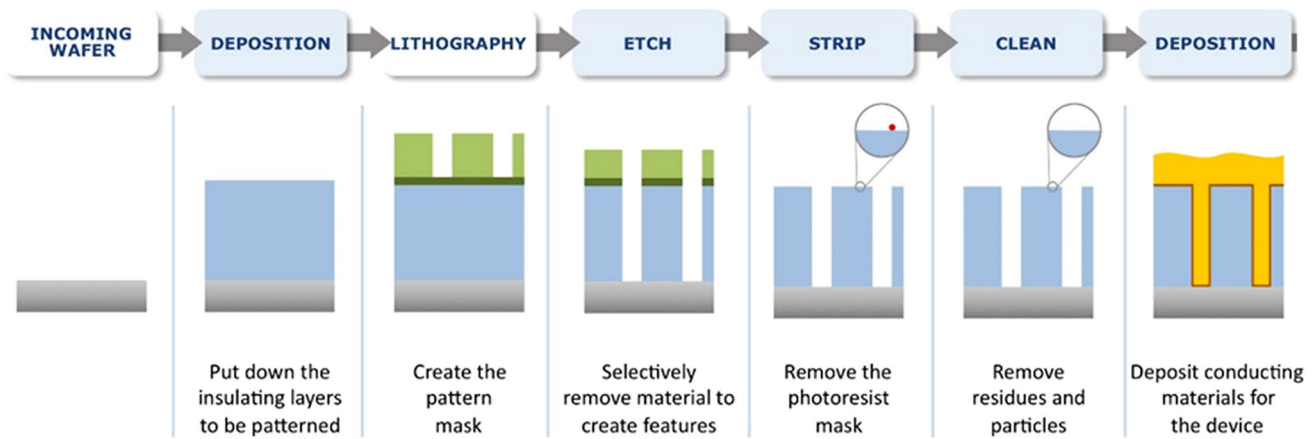 INCOMING
WAFER
DEPOSITION
LITHOGRAPHY
ETCH
STRIP
CLEAN
DEPOSITION
Put down the
insulating layers
to be patterned
Create the
pattern
mask
Selectively
remove material to
create features
Remove the
photoresist
mask
Remove
residues and
particles
Deposit conducting
materials for
the device